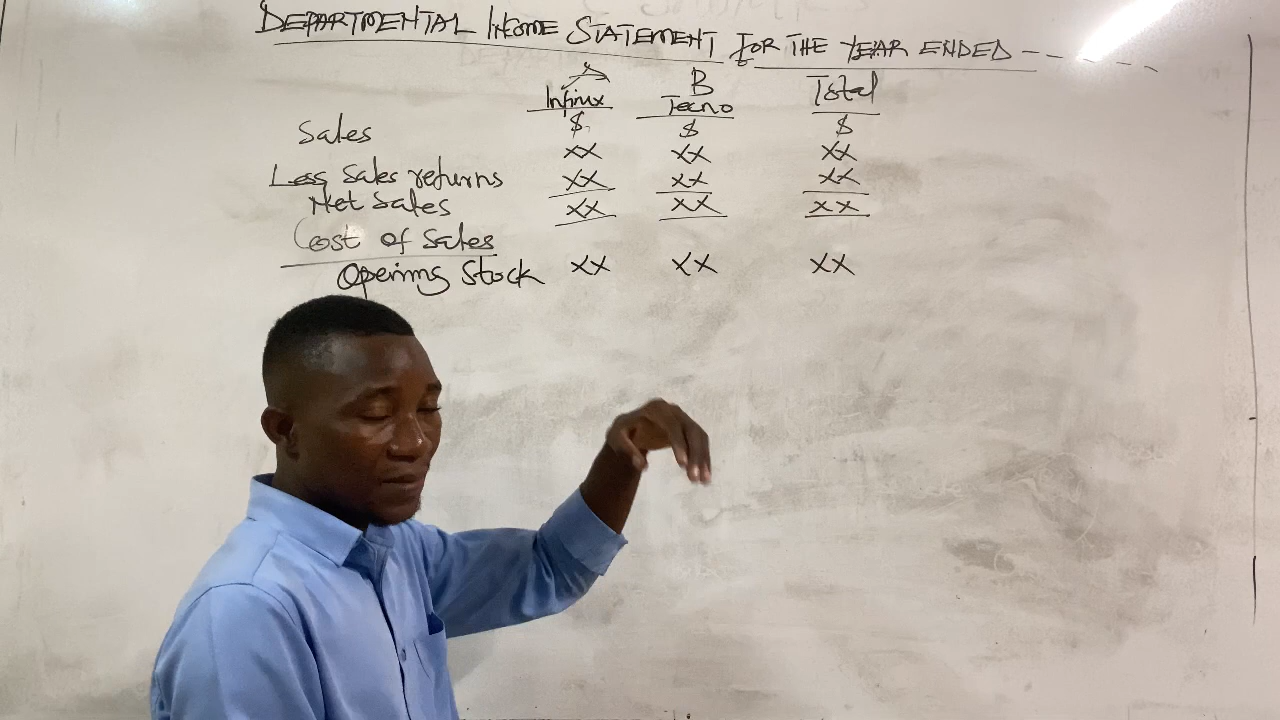 DEPARTMENTAL INCOME STATEMENT FOR THE YEAR ENDED -----
A B Total
Infinix Tecno
$ $ $
Sales XX XX XX
Less Sales returns XX XX XX
Net Sales XX XX XX
Cost of Sales
Opening Stock XX XX XX